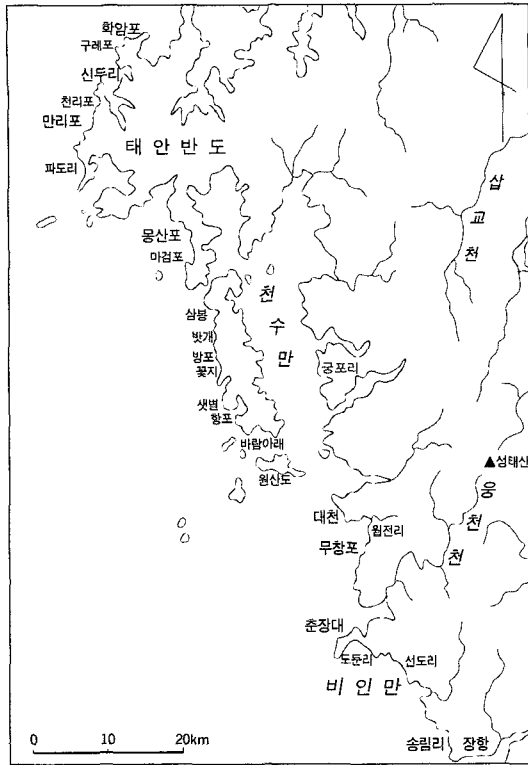 화암포
구레포
신두리
천리포
만리포
태안반도
파도리
삽교천
몽산포
마검포
천수만
삼봉
밧개
방포
꽃지
궁포리
샛별
항포
바람아래
원산도
▲성태산
웅천천
대천
월전리
무창포
춘장대
도둔리
선도리
비인만
송림리
장항
0 10 20km